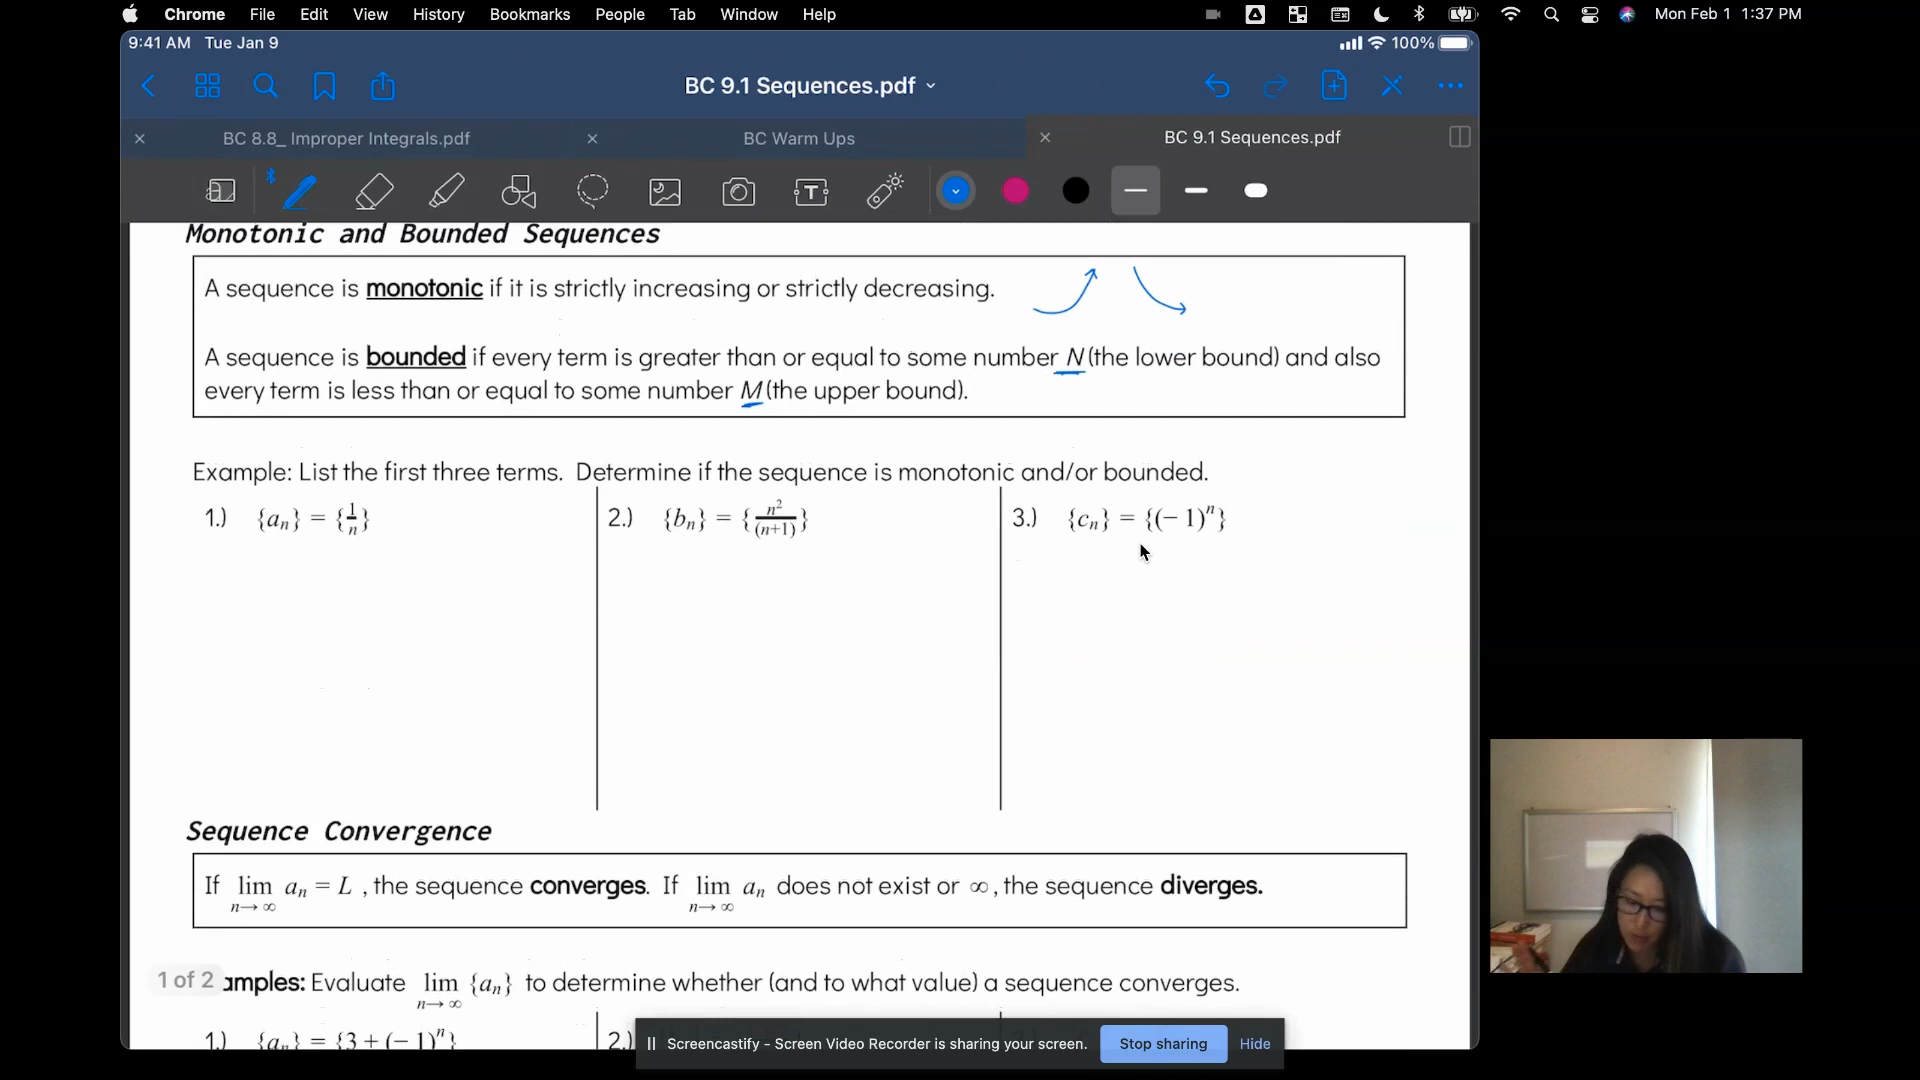 Chrome File Edit View History Bookmarks People Tab Window Help Mon Feb 1 1:37 PM
9:41 AM Tue Jan 9 100%
BC 9.1 Sequences.pdf
BC 8.8_ Improper Integrals.pdf BC Warm Ups BC 9.1 Sequences.pdf
Monotonic and Bounded Sequences
A sequence is monotonic if it is strictly increasing or strictly decreasing.
A sequence is bounded if every term is greater than or equal to some number N (the lower bound) and also
every term is less than or equal to some number M (the upper bound).
Example: List the first three terms. Determine if the sequence is monotonic and/or bounded.
1.) {aₙ} = {1/n} 2.) {bₙ} = {n²/(n+1)} 3.) {cₙ} = {(− 1)ⁿ}
Sequence Convergence
If lim n→∞ aₙ = L , the sequence converges. If lim n→∞ aₙ does not exist or ∞, the sequence diverges.
1 of 2 amples: Evaluate lim n→∞ {aₙ} to determine whether (and to what value) a sequence converges.
1.) {aₙ} = {3 + (− 1)ⁿ} 2.)
Screencastify - Screen Video Recorder is sharing your screen. Stop sharing Hide